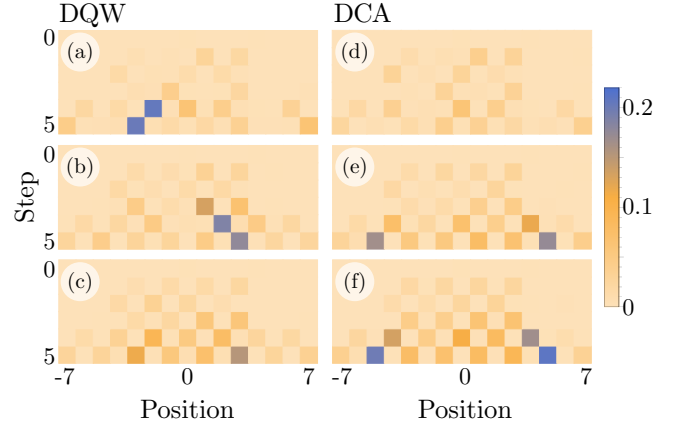 DQW DCA
0 (a) (d)
5
0.2
0 (b) (e)
Step
0.1
5
0 (c) (f)
0
5
-7 0 7 -7 0 7
Position Position